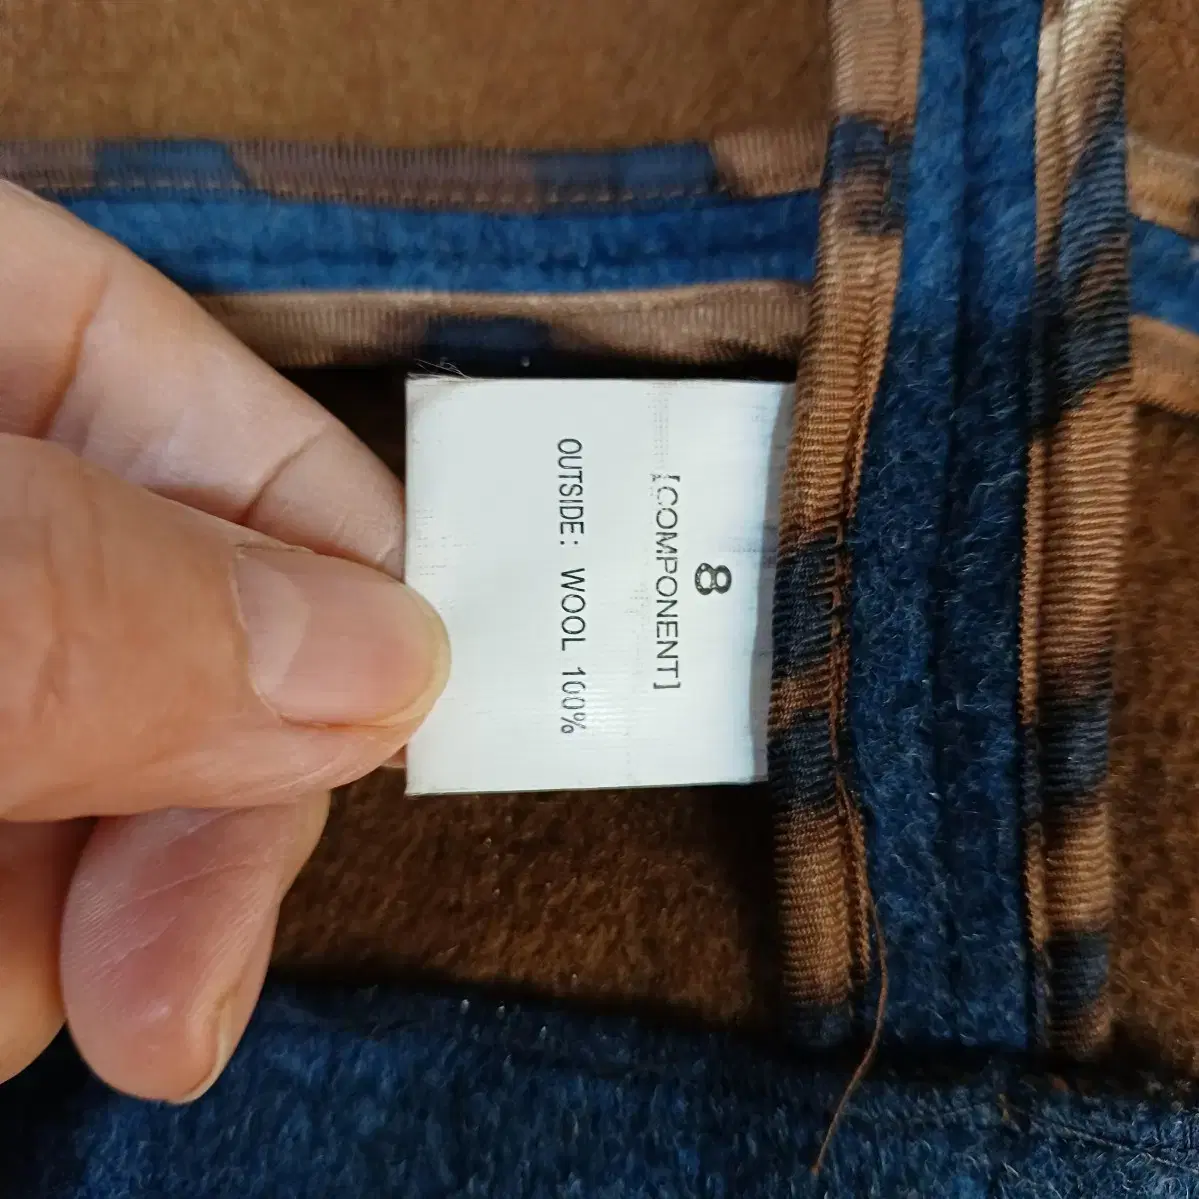 8
[COMPONENT]
OUTSIDE: WOOL 100%